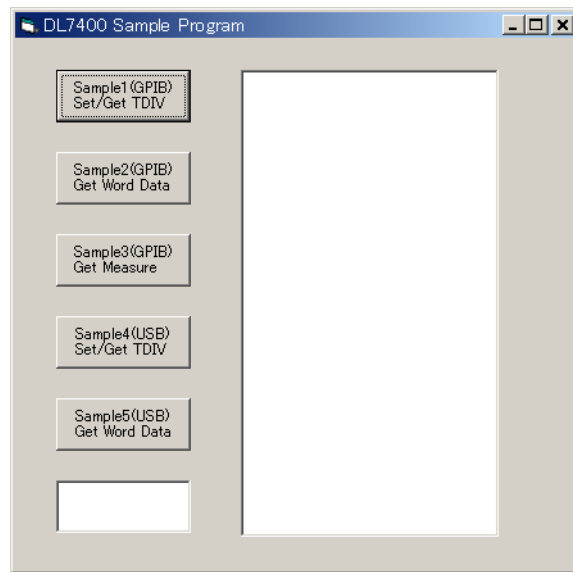 DL7400 Sample Program
Sample1(GPIB)
Set/Get TDIV
Sample2(GPIB)
Get Word Data
Sample3(GPIB)
Get Measure
Sample4(USB)
Set/Get TDIV
Sample5(USB)
Get Word Data